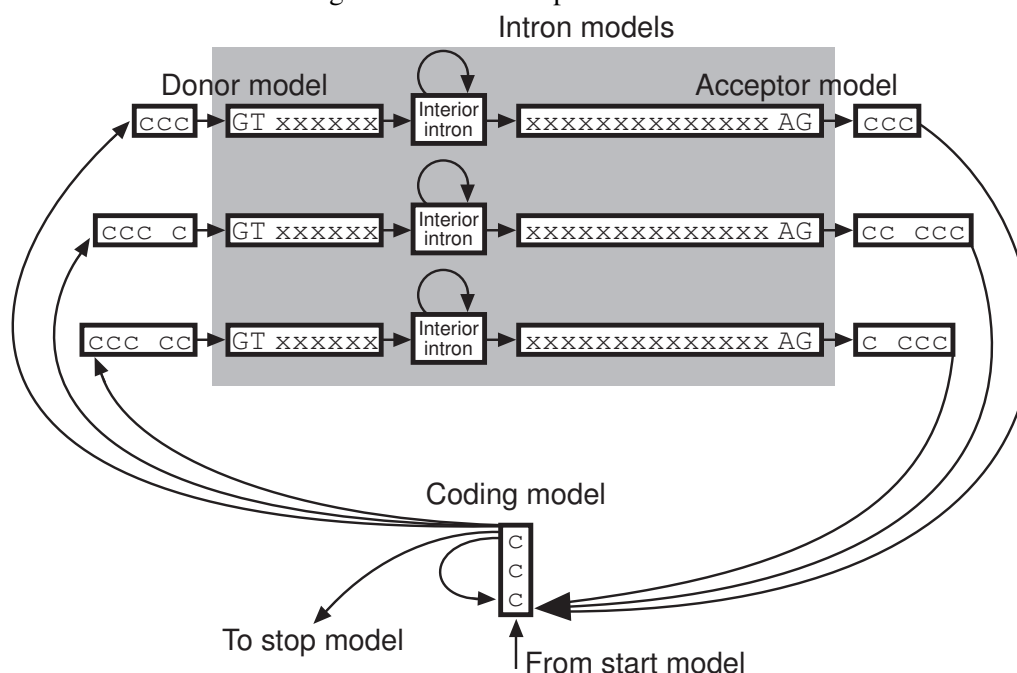 Intron models
Donor model
Acceptor model
ccc GT xxxxxx Interior intron xxxxxxxxxxxxxx AG ccc
ccc c GT xxxxxx Interior intron xxxxxxxxxxxxxx AG cc ccc
ccc cc GT xxxxxx Interior intron xxxxxxxxxxxxxx AG c ccc
Coding model
c
c
c
To stop model
From start model